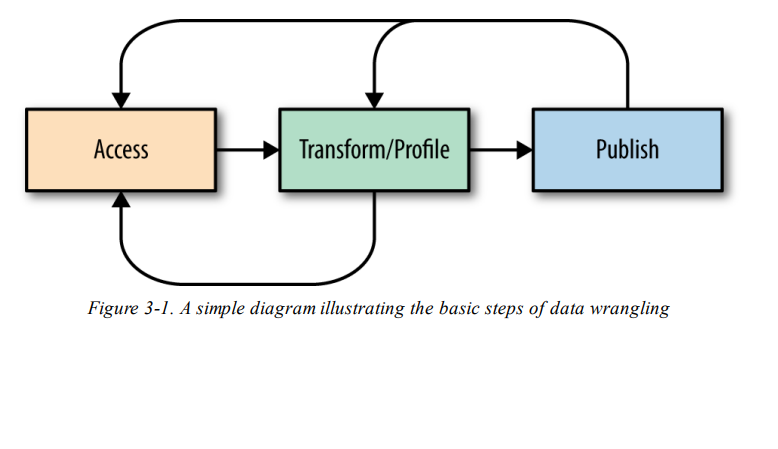 Access
Transform/Profile
Publish
Figure 3-1. A simple diagram illustrating the basic steps of data wrangling